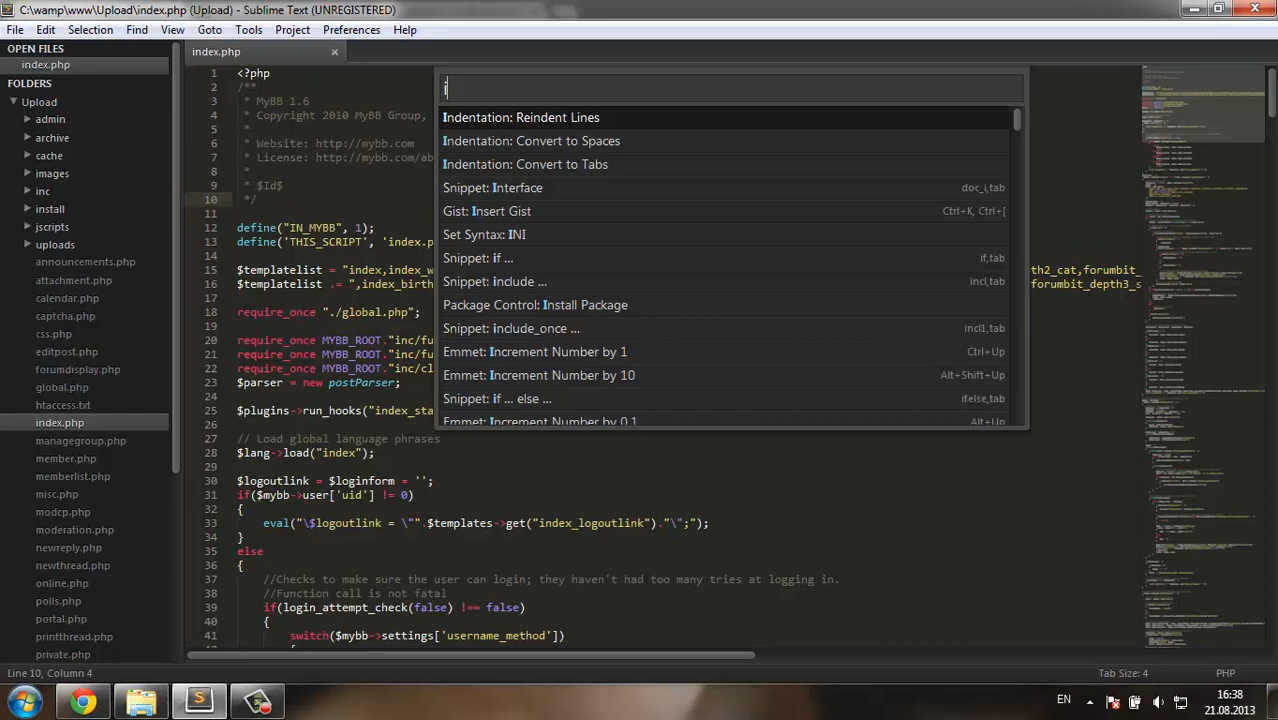 C:\wamp\www\Upload\index.php (Upload) - Sublime Text (UNREGISTERED)
File Edit Selection Find View Goto Tools Project Preferences Help
OPEN FILES
index.php
FOLDERS
Upload
admin
archive
cache
images
inc
install
jscripts
uploads
announcements.php
attachment.php
calendar.php
captcha.php
css.php
editpost.php
forumdisplay.php
global.php
htaccess.txt
index.php
managegroup.php
member.php
memberlist.php
misc.php
modcp.php
moderation.php
newreply.php
newthread.php
online.php
polls.php
portal.php
printthread.php
private.php
index.php
1 <?php
2 /**
3 * MyBB 1.6
4 * Copyright 2010 MyBB Group,
5 *
6 * Website: http://mybb.com
7 * License: http://mybb.com/ab
8 *
9 * $Id$
10 */
11
12 define("IN_MYBB",
13 define('THIS_SCRIPT', 'index.p
14
15 $templatelist = "index,index_w th2_cat,forumbit_
16 $templatelist .= ",index_birth forumbit_depth3_s
17
18 require_once "./global.php";
19
20 require_once MYBB_ROOT."inc/fu
21 require_once MYBB_ROOT."inc/fu
22 require_once MYBB_ROOT."inc/cl
23 $parser = new postParser;
24
25 $plugins->run_hooks("index_sta
26
27 // Load global language phrases
28 $lang->load("index");
29
30 $logoutlink = = '';
31 if($mybb->user['uid'] != 0)
32 {
33 eval("\$logoutlink = \"".$ ("index_logoutlink")."\";");
34 }
35 else
36 {
37 to make sure the user login; they haven't had too many at logging in.
38 call is not fatal
39 if(login_attempt_check(false) !== false)
40 {
41 switch($mybb->settings['username_method'])
i
Indentation: Reindent Lines
Indentation: Convert to Spaces
Indentation: Convert to Tabs
Snippet: Interface doc_i,tab
Gist: Insert Gist Ctrl+K, Ctrl+[
INI
Snippet: if ... if,tab
Snippet: include ... incl,tab
Package Control: Install Package
Snippet: include_once ... incl1,tab
Emmet: Increment Number by 1 Ctrl+Up
Emmet: Increment Number by 10 Alt+Shift+Up
Snippet: if ... else ... ifelse,tab
Emmet: Increment Number by 0.1 Alt+Up
Line 10, Column 4
Tab Size: 4
PHP
EN
16:38
21.08.2013